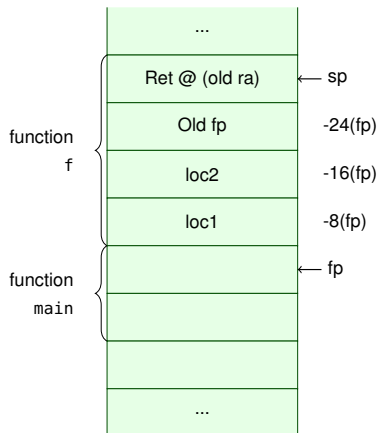 ...
Ret @ (old ra)
sp
Old fp
-24(fp)
function
f
loc2
-16(fp)
loc1
-8(fp)
function
main
fp
...